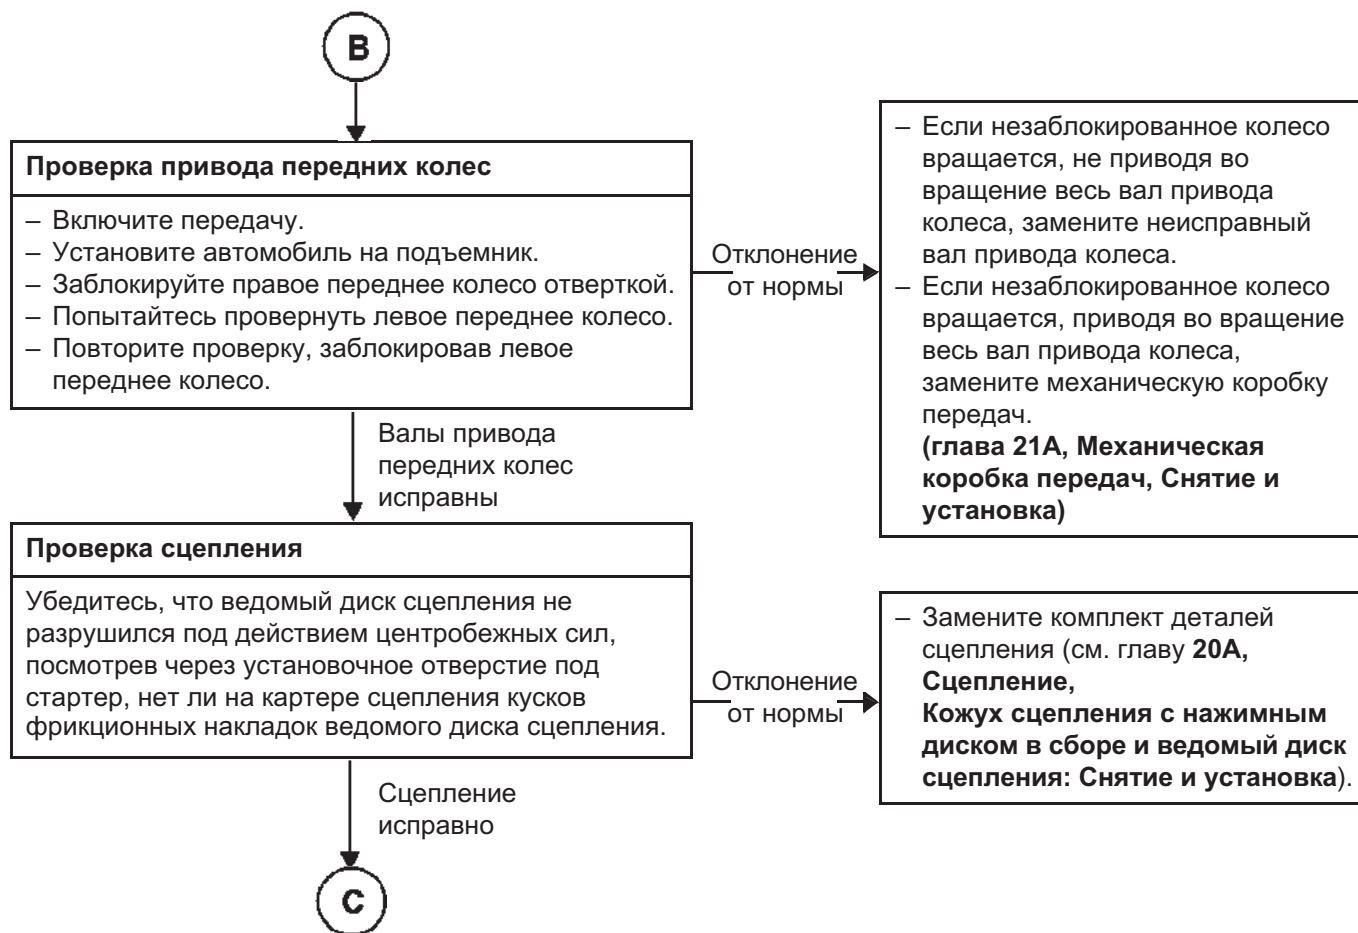 B
Проверка привода передних колес
– Включите передачу.
– Установите автомобиль на подъемник.
– Заблокируйте правое переднее колесо отверткой.
– Попытайтесь провернуть левое переднее колесо.
– Повторите проверку, заблокировав левое
переднее колесо.
Отклонение
от нормы
– Если незаблокированное колесо
вращается, не приводя во
вращение весь вал привода
колеса, замените неисправный
вал привода колеса.
– Если незаблокированное колесо
вращается, приводя во вращение
весь вал привода колеса,
замените механическую коробку
передач.
(глава 21A, Механическая
коробка передач, Снятие и
установка)
Валы привода
передних колес
исправны
Проверка сцепления
Убедитесь, что ведомый диск сцепления не
разрушился под действием центробежных сил,
посмотрев через установочное отверстие под
стартер, нет ли на картере сцепления кусков
фрикционных накладок ведомого диска сцепления.
Отклонение
от нормы
– Замените комплект деталей
сцепления (см. главу 20A,
Сцепление,
Кожух сцепления с нажимным
диском в сборе и ведомый диск
сцепления: Снятие и установка).
Сцепление
исправно
C